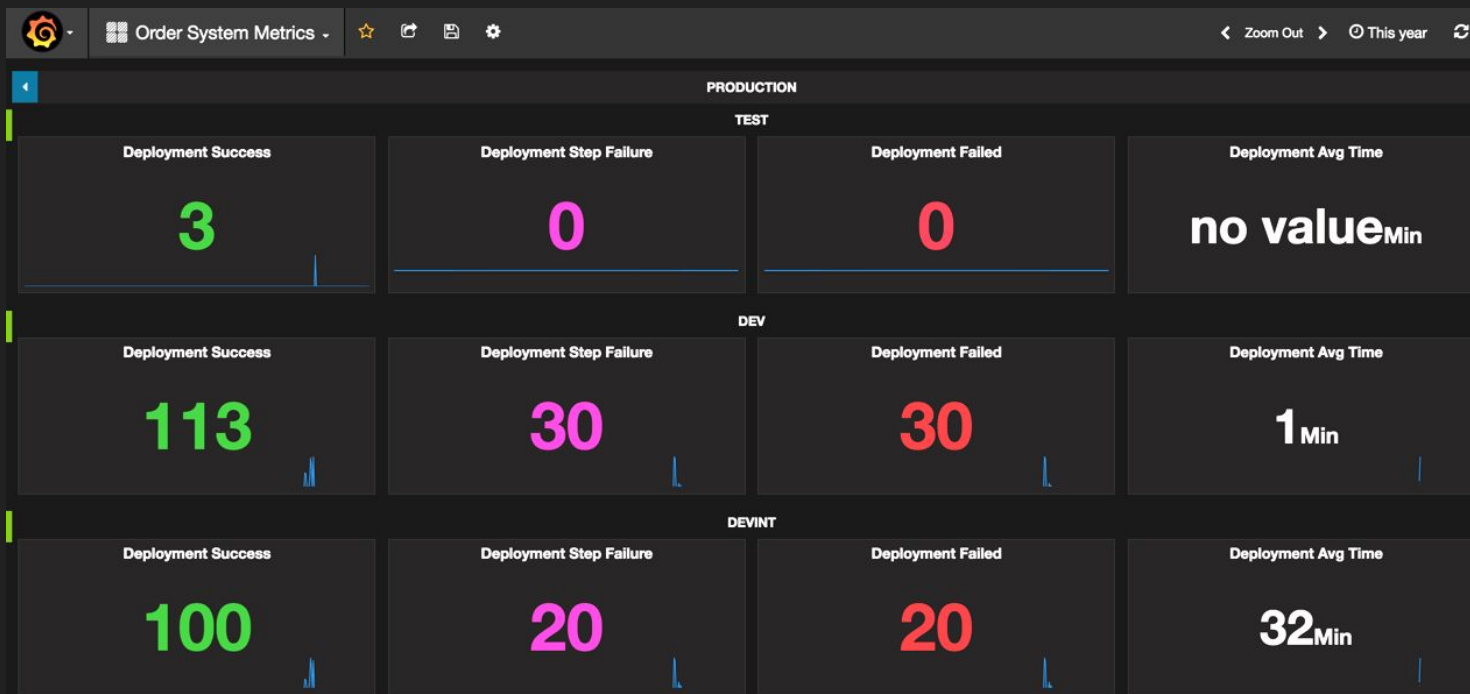 Order System Metrics
Zoom Out
This year
PRODUCTION
TEST
Deployment Success
Deployment Step Failure
Deployment Failed
Deployment Avg Time
3
0
0
no valueMin
DEV
Deployment Success
Deployment Step Failure
Deployment Failed
Deployment Avg Time
113
30
30
1Min
DEVINT
Deployment Success
Deployment Step Failure
Deployment Failed
Deployment Avg Time
100
20
20
32Min